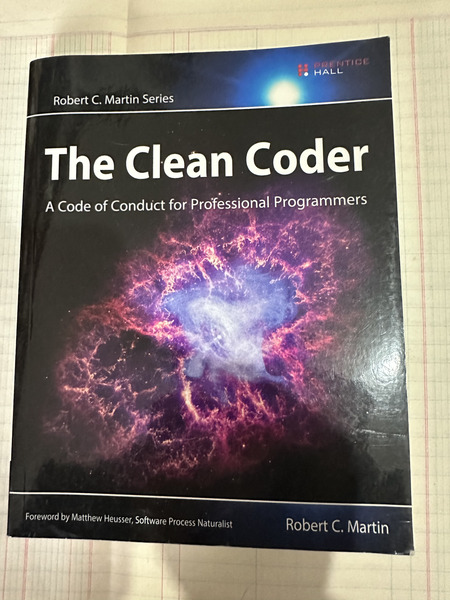 PRENTICE
HALL
Robert C. Martin Series
The Clean Coder
A Code of Conduct for Professional Programmers
Foreword by Matthew Heusser, Software Process Naturalist
Robert C. Martin